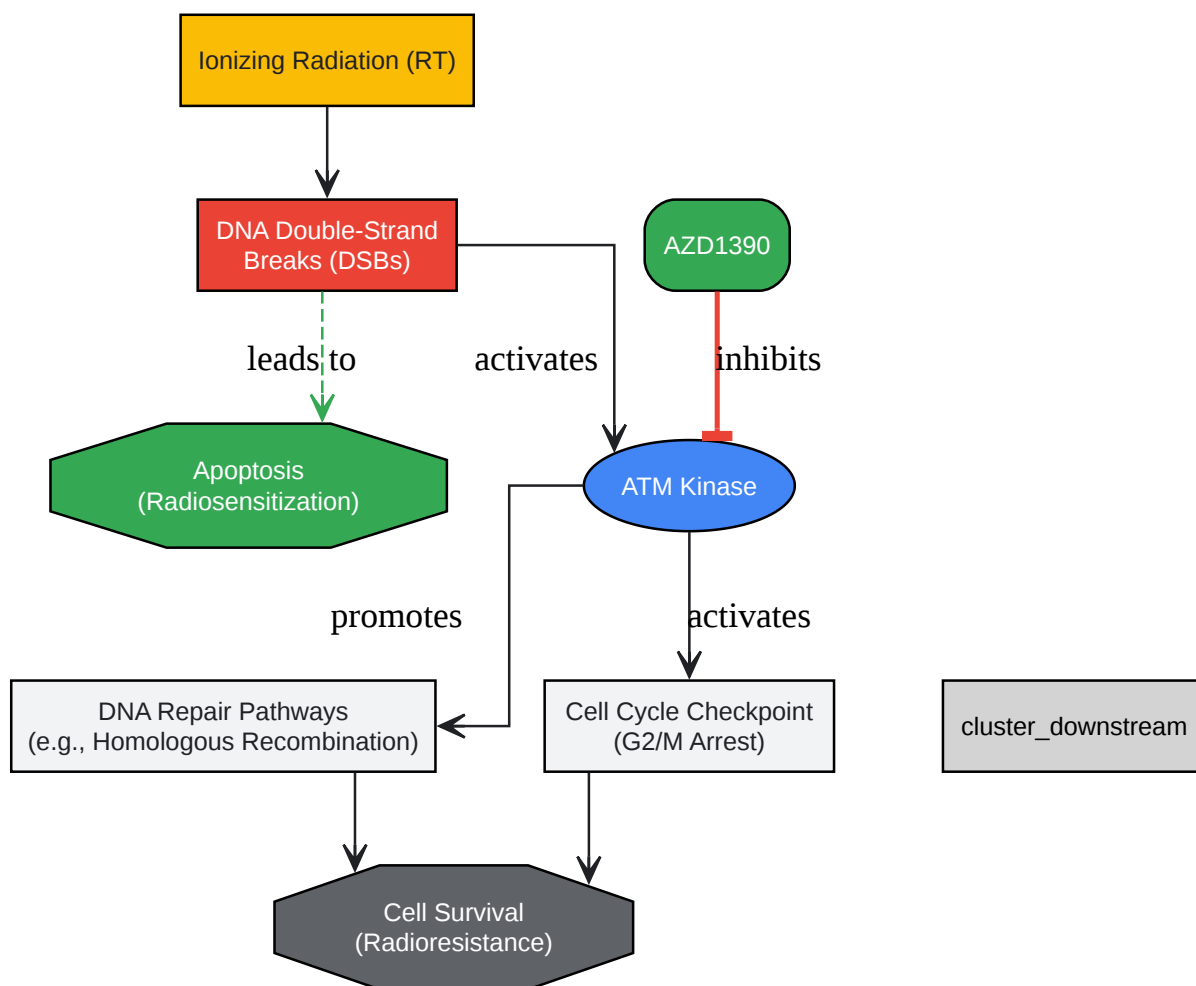 Ionizing Radiation (RT)
DNA Double-Strand
Breaks (DSBs)
AZD1390
leads to
activates
inhibits
Apoptosis
(Radiosensitization)
ATM Kinase
promotes
activates
DNA Repair Pathways
(e.g., Homologous Recombination)
Cell Cycle Checkpoint
(G2/M Arrest)
cluster_downstream
Cell Survival
(Radioresistance)